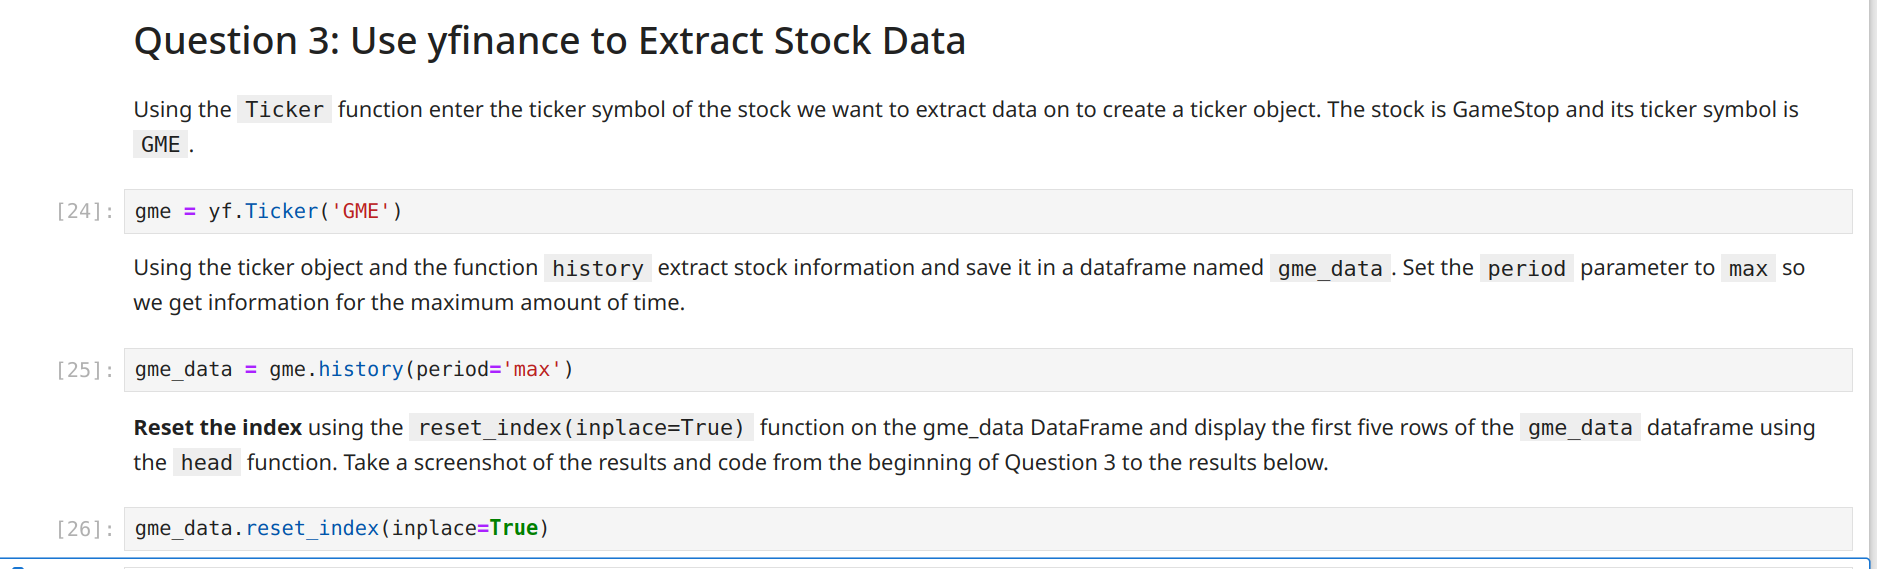 Question 3: Use yfinance to Extract Stock Data
Using the Ticker function enter the ticker symbol of the stock we want to extract data on to create a ticker object. The stock is GameStop and its ticker symbol is
GME .
[24]: gme = yf.Ticker('GME')
Using the ticker object and the function history extract stock information and save it in a dataframe named gme_data . Set the period parameter to max so
we get information for the maximum amount of time.
[25]: gme_data = gme.history(period='max')
Reset the index using the reset_index(inplace=True) function on the gme_data DataFrame and display the first five rows of the gme_data dataframe using
the head function. Take a screenshot of the results and code from the beginning of Question 3 to the results below.
[26]: gme_data.reset_index(inplace=True)